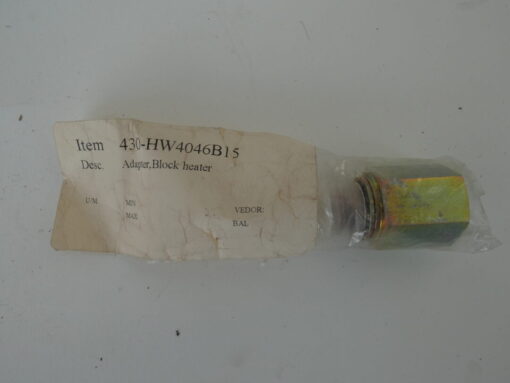 Item 430-HW4046B15
Desc. Adapter,Block heater
U/M MIN VEDOR:
MAX BAL